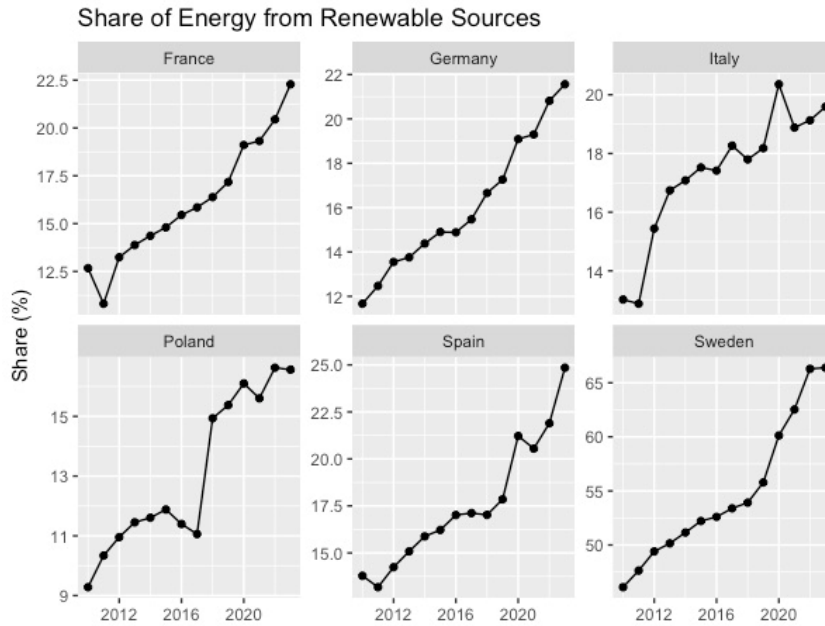 Share of Energy from Renewable Sources
France
Germany
Italy
22.5
20.0
17.5
15.0
12.5
22
20
18
16
14
12
20
18
16
14
Share (%)
Poland
Spain
Sweden
15
13
11
9
25.0
22.5
20.0
17.5
15.0
65
60
55
50
2012 2016 2020
2012 2016 2020
2012 2016 2020